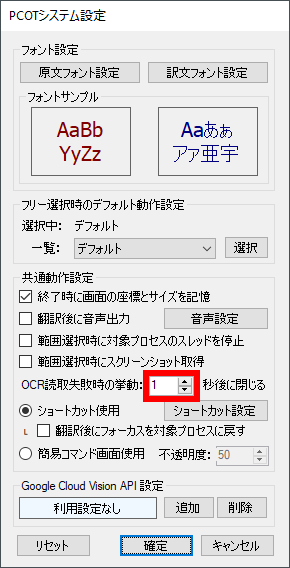 PCOTシステム設定
フォント設定
原文フォント設定 訳文フォント設定
フォントサンプル
AaBb Aaあぁ
YyZz アァ亜宇
フリー選択時のデフォルト動作設定
選択中: デフォルト
一覧: デフォルト 選択
共通動作設定
終了時に画面の座標とサイズを記憶
翻訳後に音声出力 音声設定
範囲選択時に対象プロセスのスレッドを停止
範囲選択時にスクリーンショット取得
OCR読取失敗時の挙動: 1 秒後に閉じる
ショートカット使用 ショートカット設定
L 翻訳後にフォーカスを対象プロセスに戻す
簡易コマンド画面使用 不透明度: 50
Google Cloud Vision API 設定
利用設定なし 追加 削除
リセット 確定 キャンセル